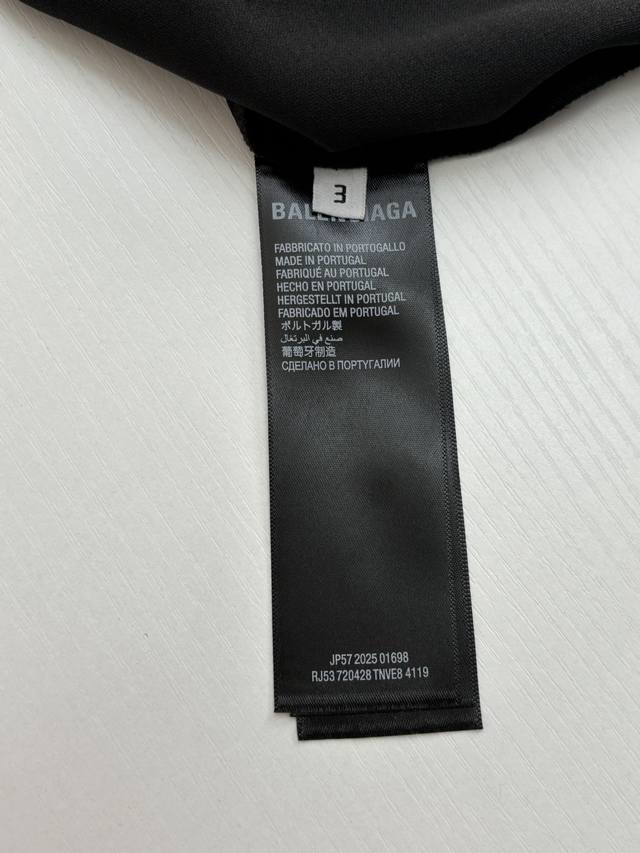 3
BALENCIAGA
FABBRICATO IN PORTOGALLO
MADE IN PORTUGAL
FABRIQUÉ AU PORTUGAL
HECHO EN PORTUGAL
HERGESTELLT IN PORTUGAL
FABRICADO EM PORTUGAL
ポルトガル製
صنع في البرتغال
葡萄牙制造
СДЕЛАНО В ПОРТУГАЛИИ
JP57 2025 01698
RJ53 720428 TNVE8 4119